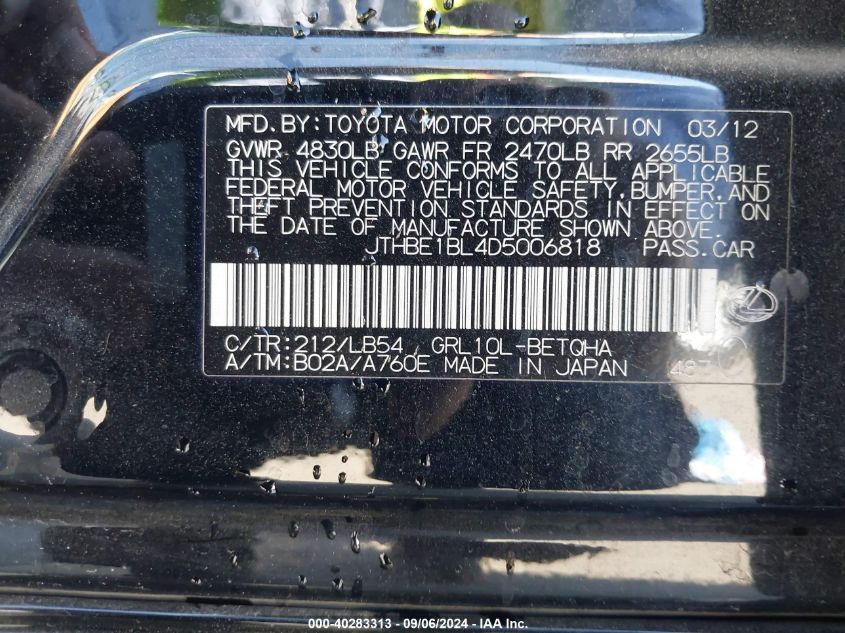 MFD.BY:TOYOTA MOTOR CORPORATION 03/12
GVWR 4830LB GAWR FR 2470LB RR 2655LB
THIS VEHICLE CONFORMS TO ALL APPLICABLE
FEDERAL MOTOR VEHICLE SAFETY,BUMPER,AND
THEFT PREVENTION STANDARDS IN EFFECT ON
THE DATE OF MANUFACTURE SHOWN ABOVE.
JTHBE1BL4D5006818 PASS.CAR
C/TR:212/LB54 GRL10L-BETQHA
A/TM:B02A/A760E MADE IN JAPAN
000-40283313 - 09/06/2024 - IAA Inc.